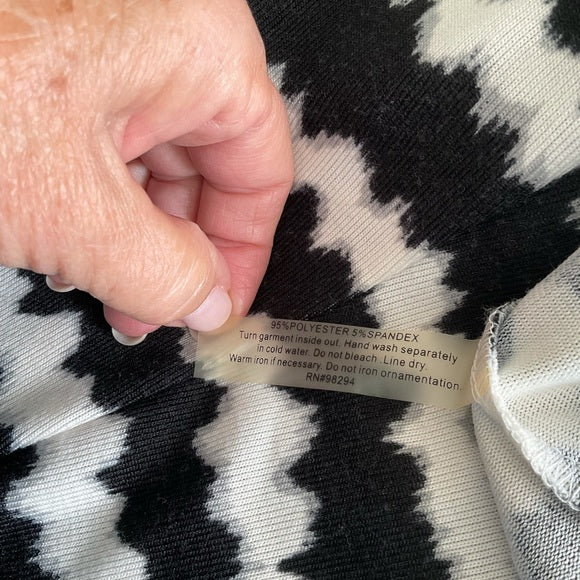 95%POLYESTER 5%SPANDEX
Turn garment inside out. Hand wash separately
in cold water. Do not bleach .Line dry.
Warm iron if necessary. Do not iron ornamentation.
RN#98294